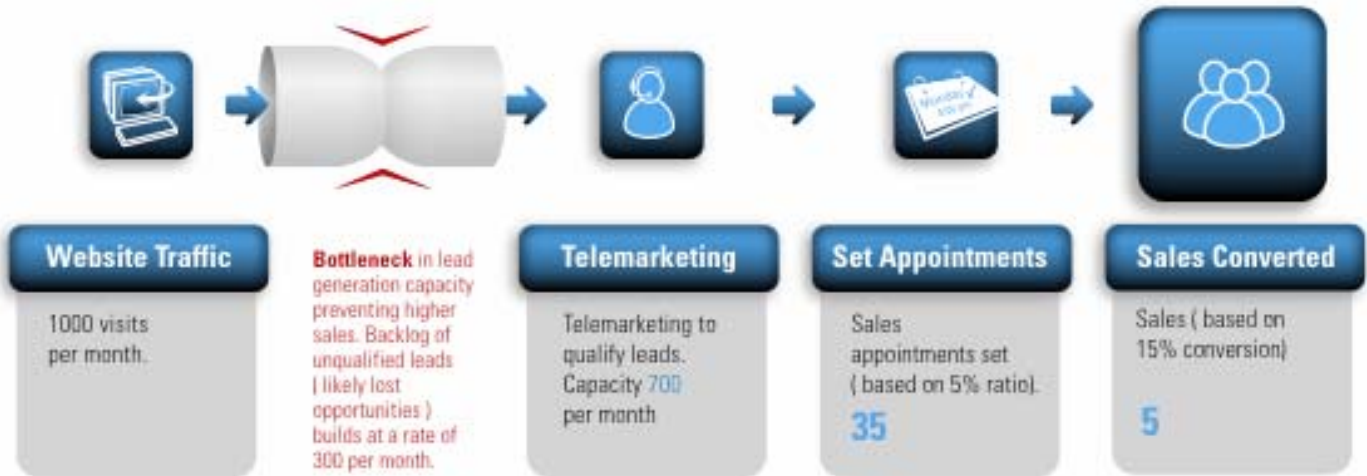 Website Traffic
1000 visits
per month.
Bottleneck in lead
generation capacity
preventing higher
sales. Backlog of
unqualified leads
( likely lost
opportunities )
builds at a rate of
300 per month.
Telemarketing
Telemarketing to
qualify leads.
Capacity 700
per month
Monday
Set Appointments
Sales
appointments set
( based on 5% ratio).
35
Sales Converted
Sales ( based on
15% conversion)
5